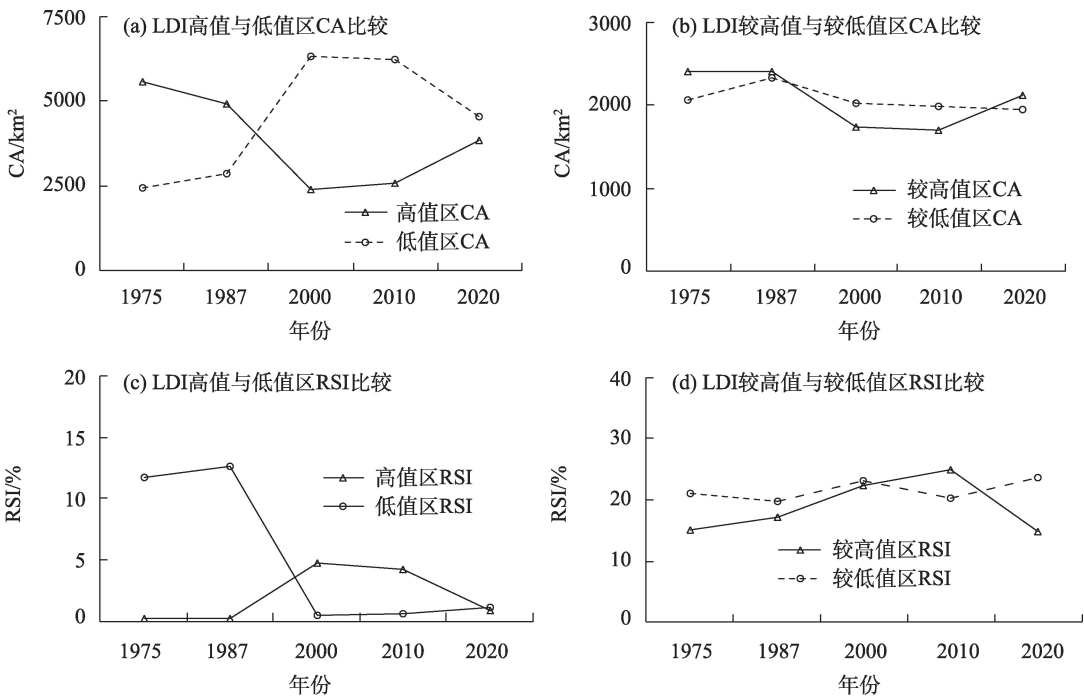 (a) LDI高值与低值区CA比较
7500
5000
2500
0
CA/km²
高值区CA
低值区CA
1975 1987 2000 2010 2020
年份
(b) LDI较高值与较低值区CA比较
3000
2000
1000
0
CA/km²
较高值区CA
较低值区CA
1975 1987 2000 2010 2020
年份
(c) LDI高值与低值区RSI比较
20
15
10
5
0
RSI/%
高值区RSI
低值区RSI
1975 1987 2000 2010 2020
年份
(d) LDI较高值与较低值区RSI比较
40
30
20
10
0
RSI/%
较高值区RSI
较低值区RSI
1975 1987 2000 2010 2020
年份